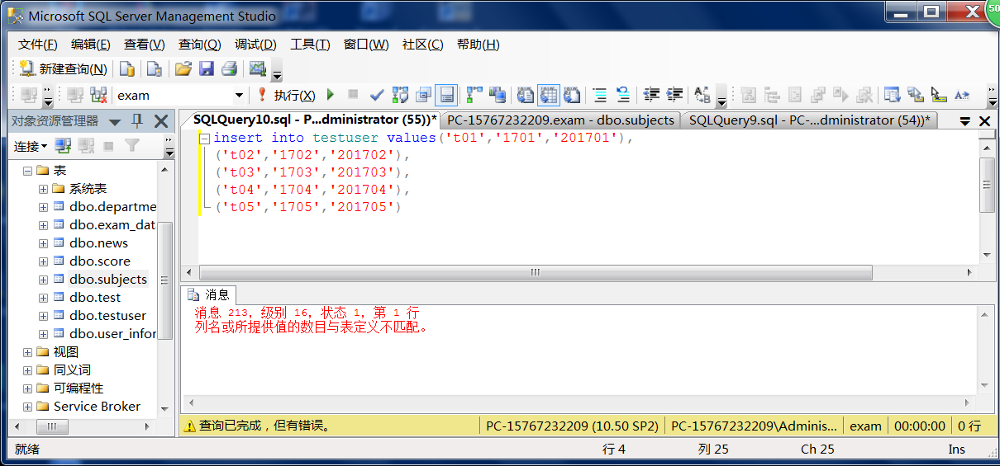 Microsoft SQL Server Management Studio
50
文件(F) 编辑(E) 查看(V) 查询(Q) 调试(D) 工具(T) 窗口(W) 社区(C) 帮助(H)
新建查询(N)
exam 执行(X)
对象资源管理器
SQLQuery10.sql - P...dministrator (55))* PC-15767232209.exam - dbo.subjects SQLQuery9.sql - PC-...dministrator (54))*
连接
表
系统表
dbo.departme
dbo.exam_dat
dbo.news
dbo.score
dbo.subjects
dbo.test
dbo.testuser
dbo.user_infor
视图
同义词
可编程性
Service Broker
insert into testuser values('t01','1701','201701'),
('t02','1702','201702'),
('t03','1703','201703'),
('t04','1704','201704'),
('t05','1705','201705')
消息
消息 213，级别 16，状态 1，第 1 行
列名或所提供值的数目与表定义不匹配。
查询已完成，但有错误。 PC-15767232209 (10.50 SP2) PC-15767232209\Adminis... exam 00:00:00 0 行
就绪 行 4 列 25 Ch 25 Ins